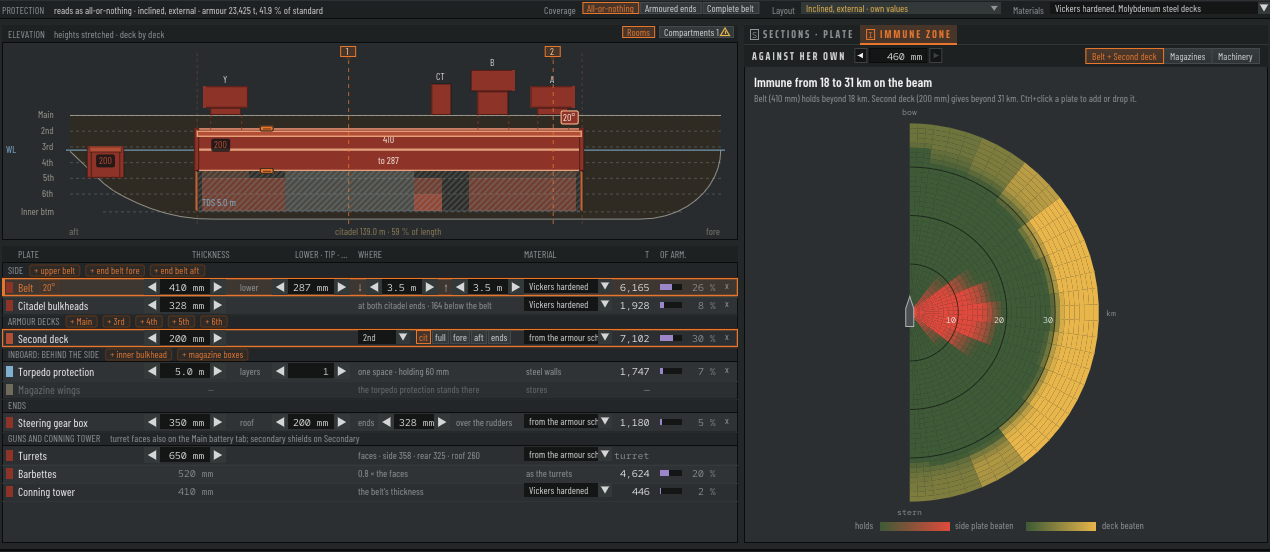 PROTECTION reads as all-or-nothing · inclined, external · armour 23,425 t, 41.9 % of standard Coverage All-or-nothing Armoured ends Complete belt Layout Inclined, external · own values Materials Vickers hardened, Molybdenum steel decks
ELEVATION heights stretched · deck by deck Rooms Compartments 1
1 2
Y CT B A
Main 20°
2nd 410
3rd 200
WL
4th 200 to 287
5th
6th TDS 5.0 m
Inner btm
aft citadel 139.0 m · 59 % of length fore
PLATE THICKNESS LOWER · TIP · ... WHERE MATERIAL T OF ARM.
SIDE + upper belt + end belt fore + end belt aft
Belt 20° 410 mm lower 287 mm ↓ 3.5 m ↑ 3.5 m Vickers hardened 6,165 26 % x
Citadel bulkheads 328 mm at both citadel ends · 164 below the belt Vickers hardened 1,928 8 % x
ARMOUR DECKS + Main + 3rd + 4th + 5th + 6th
Second deck 200 mm 2nd cit full fore aft ends from the armour sch 7,102 30 % x
INBOARD: BEHIND THE SIDE + inner bulkhead + magazine boxes
Torpedo protection 5.0 m layers 1 one space · holding 60 mm steel walls 1,747 7 % x
Magazine wings — the torpedo protection stands there stores —
ENDS
Steering gear box 350 mm roof 200 mm ends 328 mm over the rudders from the armour sch 1,180 5 % x
GUNS AND CONNING TOWER turret faces also on the Main battery tab; secondary shields on Secondary
Turrets 650 mm faces · side 358 · rear 325 · roof 260 from the armour sch turret
Barbettes 520 mm 0.8 × the faces as the turrets 4,624 20 %
Conning tower 410 mm the belt's thickness Vickers hardened 446 2 %
S SECTIONS · PLATE I IMMUNE ZONE
AGAINST HER OWN 460 mm Belt + Second deck Magazines Machinery
Immune from 18 to 31 km on the beam
Belt (410 mm) holds beyond 18 km. Second deck (200 mm) gives beyond 31 km. Ctrl+click a plate to add or drop it.
bow
10 20 30 km
stern
holds side plate beaten deck beaten